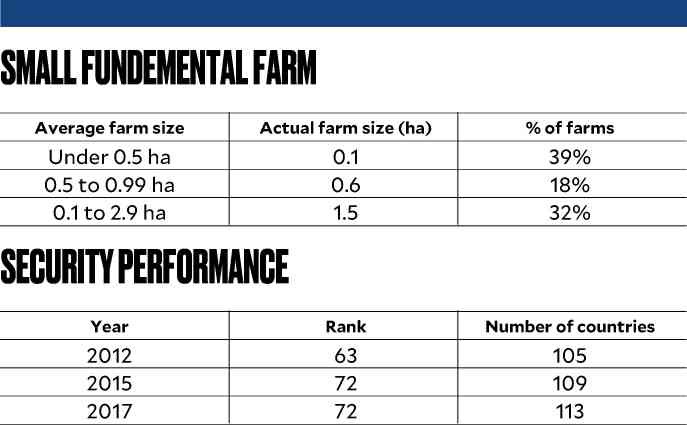 SMALL FUNDEMENTAL FARM
Average farm size Actual farm size (ha) % of farms
Under 0.5 ha 0.1 39%
0.5 to 0.99 ha 0.6 18%
0.1 to 2.9 ha 1.5 32%
SECURITY PERFORMANCE
Year Rank Number of countries
2012 63 105
2015 72 109
2017 72 113